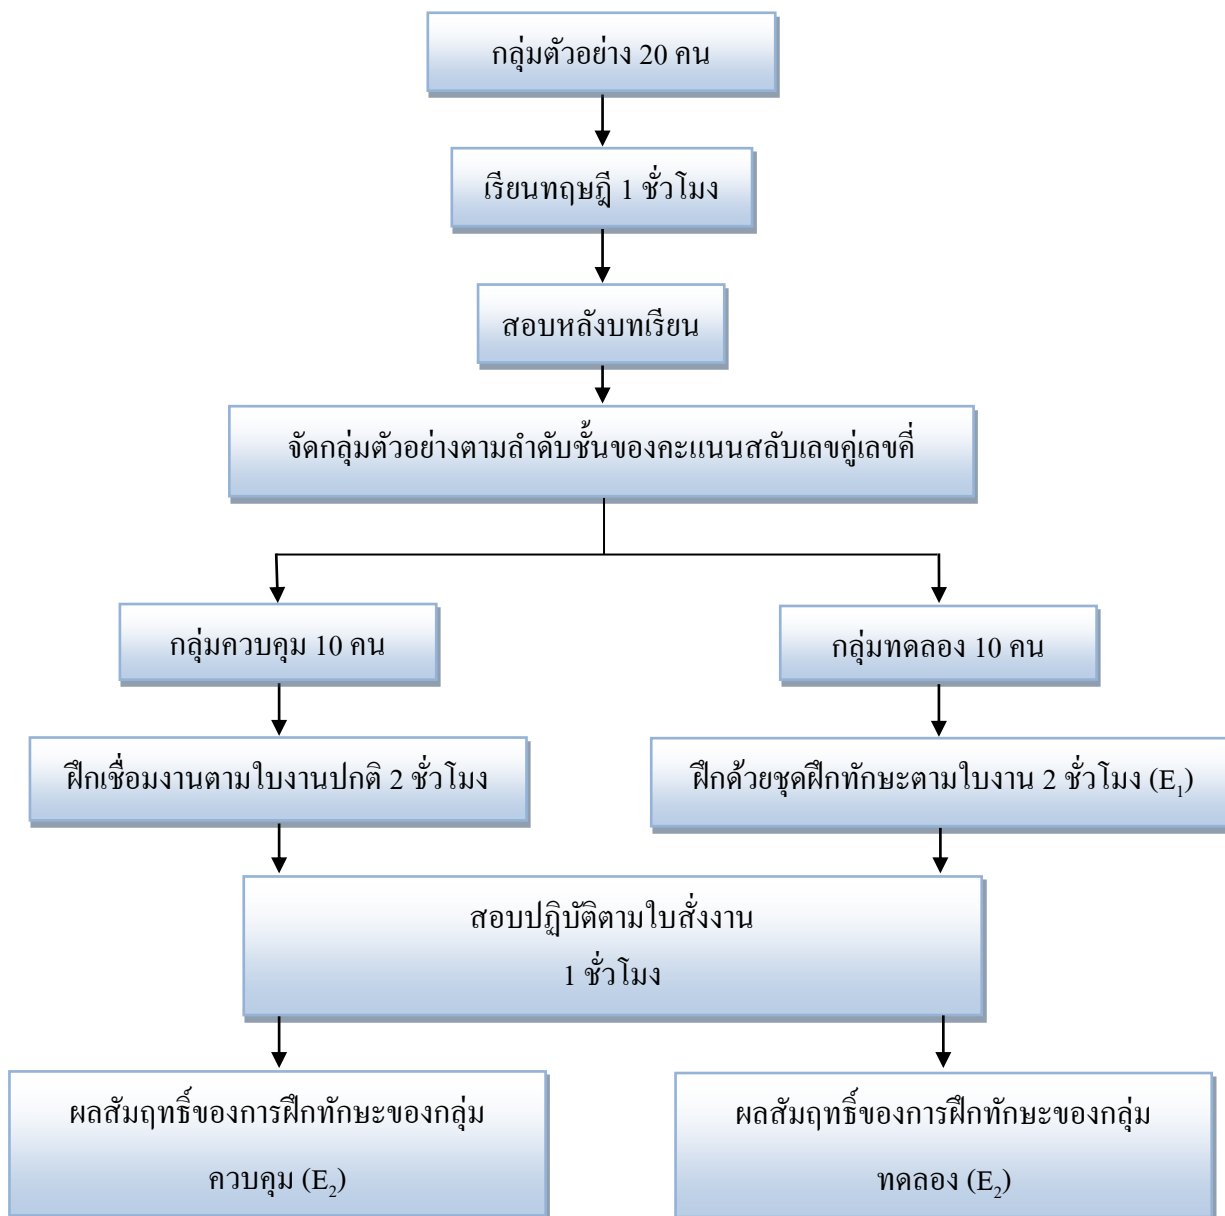 กลุ่มตัวอย่าง 20 คน
เรียนทฤษฎี 1 ชั่วโมง
สอบหลังบทเรียน
จัดกลุ่มตัวอย่างตามลำดับชั้นของคะแนนสลับเลขคู่เลขคี่
กลุ่มควบคุม 10 คน
กลุ่มทดลอง 10 คน
ฝึกเชื่อมงานตามใบงานปกติ 2 ชั่วโมง
ฝึกด้วยชุดฝึกทักษะตามใบงาน 2 ชั่วโมง (E₁)
สอบปฏิบัติตามใบสั่งงาน
1 ชั่วโมง
ผลสัมฤทธิ์ของการฝึกทักษะของกลุ่ม
ควบคุม (E₂)
ผลสัมฤทธิ์ของการฝึกทักษะของกลุ่ม
ทดลอง (E₂)